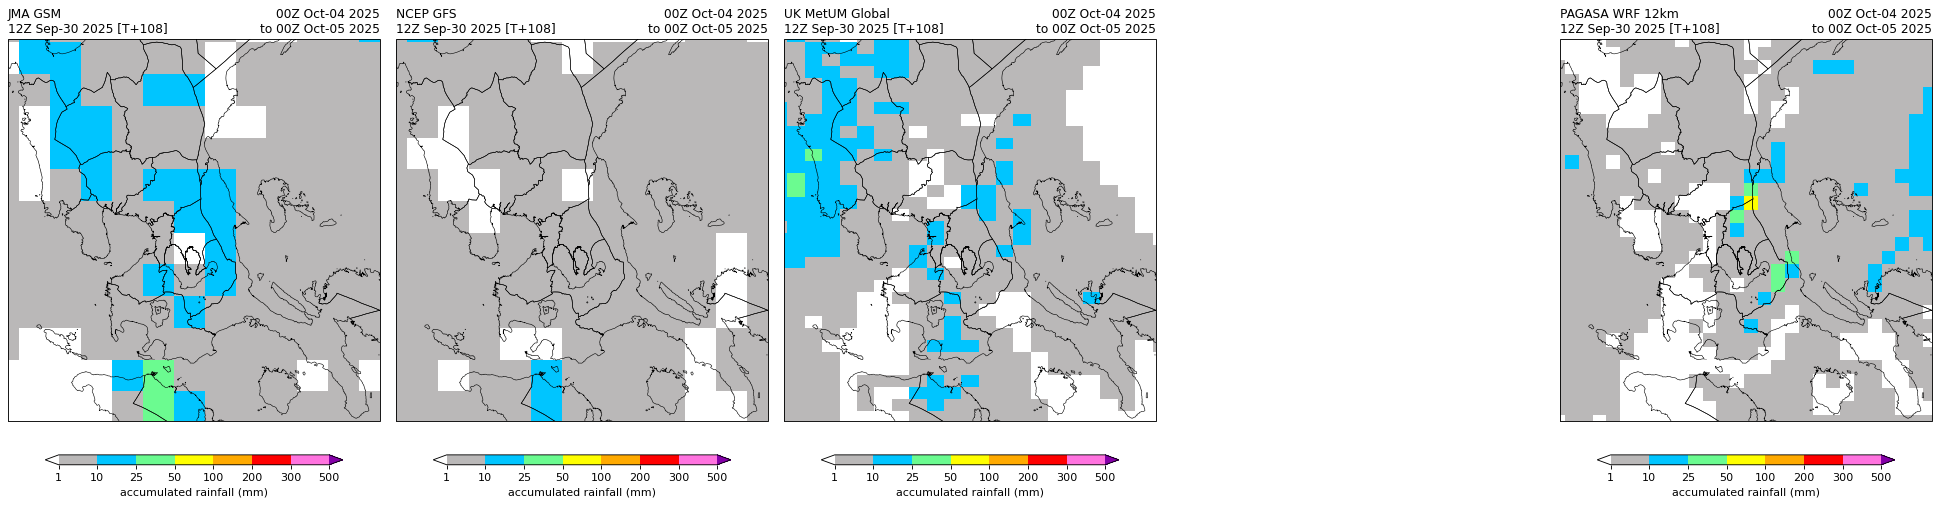 JMA GSM 00Z Oct-04 2025
12Z Sep-30 2025 [T+108] to 00Z Oct-05 2025
1 10 25 50 100 200 300 500
accumulated rainfall (mm)
NCEP GFS 00Z Oct-04 2025
12Z Sep-30 2025 [T+108] to 00Z Oct-05 2025
1 10 25 50 100 200 300 500
accumulated rainfall (mm)
UK MetUM Global 00Z Oct-04 2025
12Z Sep-30 2025 [T+108] to 00Z Oct-05 2025
1 10 25 50 100 200 300 500
accumulated rainfall (mm)
PAGASA WRF 12km 00Z Oct-04 2025
12Z Sep-30 2025 [T+108] to 00Z Oct-05 2025
1 10 25 50 100 200 300 500
accumulated rainfall (mm)